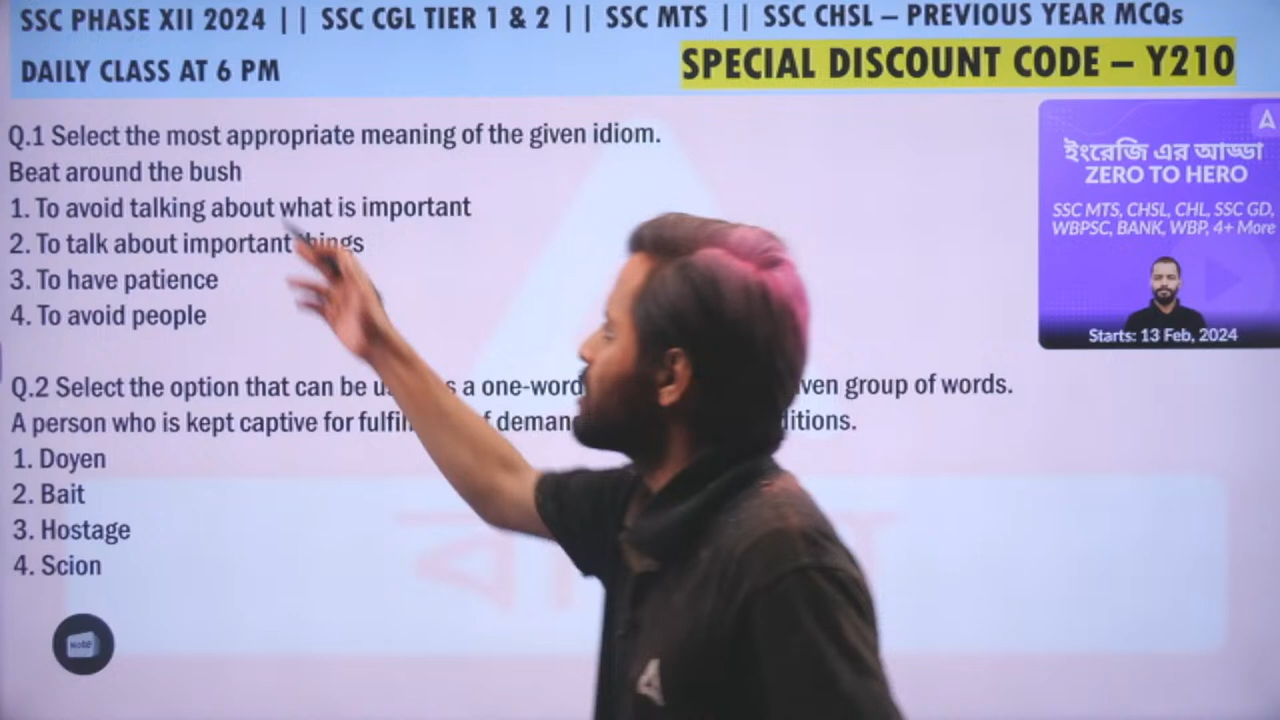 SSC PHASE XII 2024 || SSC CGL TIER 1 & 2 || SSC MTS || SSC CHSL – PREVIOUS YEAR MCQs
DAILY CLASS AT 6 PM
SPECIAL DISCOUNT CODE – Y210
Q.1 Select the most appropriate meaning of the given idiom.
Beat around the bush
1. To avoid talking about what is important
2. To talk about important things
3. To have patience
4. To avoid people
Q.2 Select the option that can be a one-word given group of words.
A person who is kept captive for
1. Doyen
2. Bait
3. Hostage
4. Scion
ইংরেজি এর আড্ডা
ZERO TO HERO
SSC MTS, CHSL, CHL, SSC GD,
WBPSC, BANK, WBP, 4+ More
Starts: 13 Feb, 2024